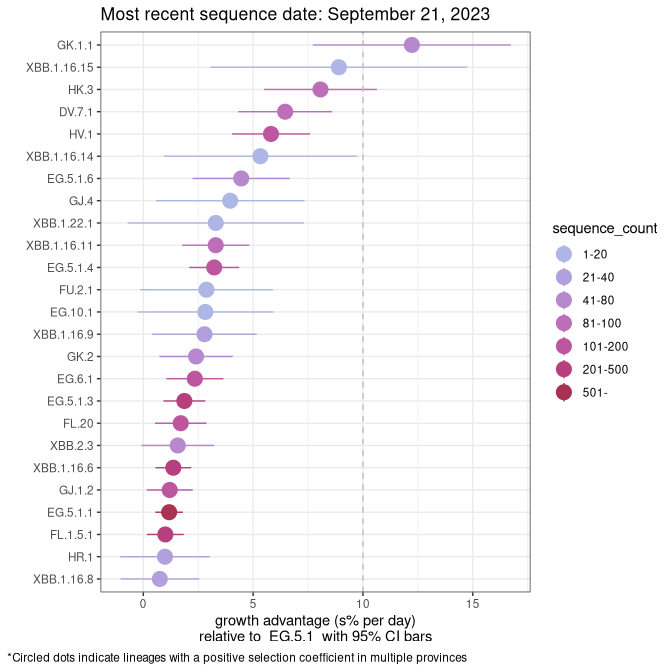 Most recent sequence date: September 21, 2023
GK.1.1
XBB.1.16.15
HK.3
DV.7.1
HV.1
XBB.1.16.14
EG.5.1.6
GJ.4
XBB.1.22.1
XBB.1.16.11
EG.5.1.4
FU.2.1
EG.10.1
XBB.1.16.9
GK.2
EG.6.1
EG.5.1.3
FL.20
XBB.2.3
XBB.1.16.6
GJ.1.2
EG.5.1.1
FL.1.5.1
HR.1
XBB.1.16.8
0 5 10 15
growth advantage (s% per day)
relative to EG.5.1 with 95% CI bars
sequence_count
1-20
21-40
41-80
81-100
101-200
201-500
501-
*Circled dots indicate lineages with a positive selection coefficient in multiple provinces